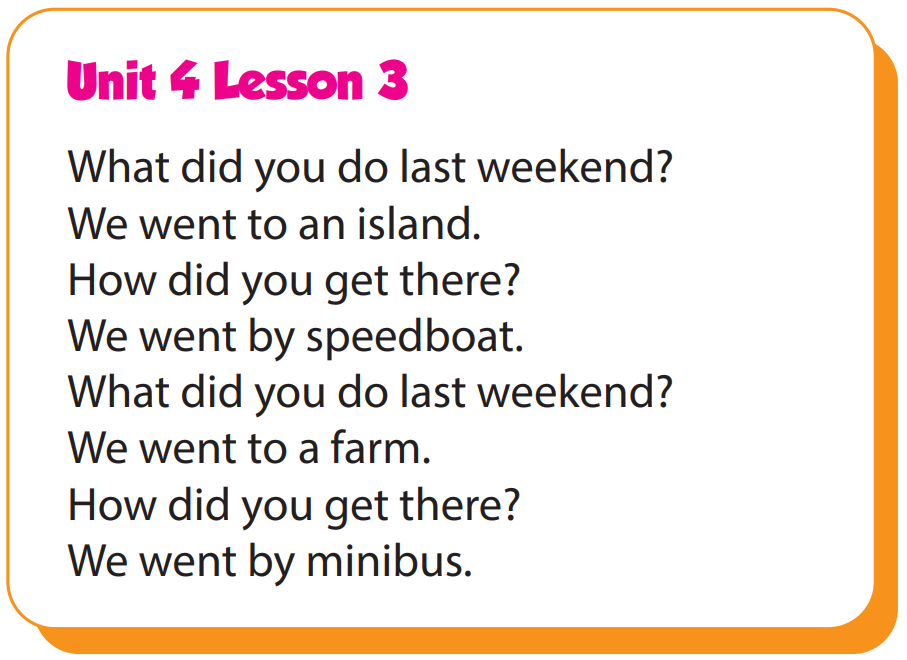 Unit 4 Lesson 3
What did you do last weekend?
We went to an island.
How did you get there?
We went by speedboat.
What did you do last weekend?
We went to a farm.
How did you get there?
We went by minibus.